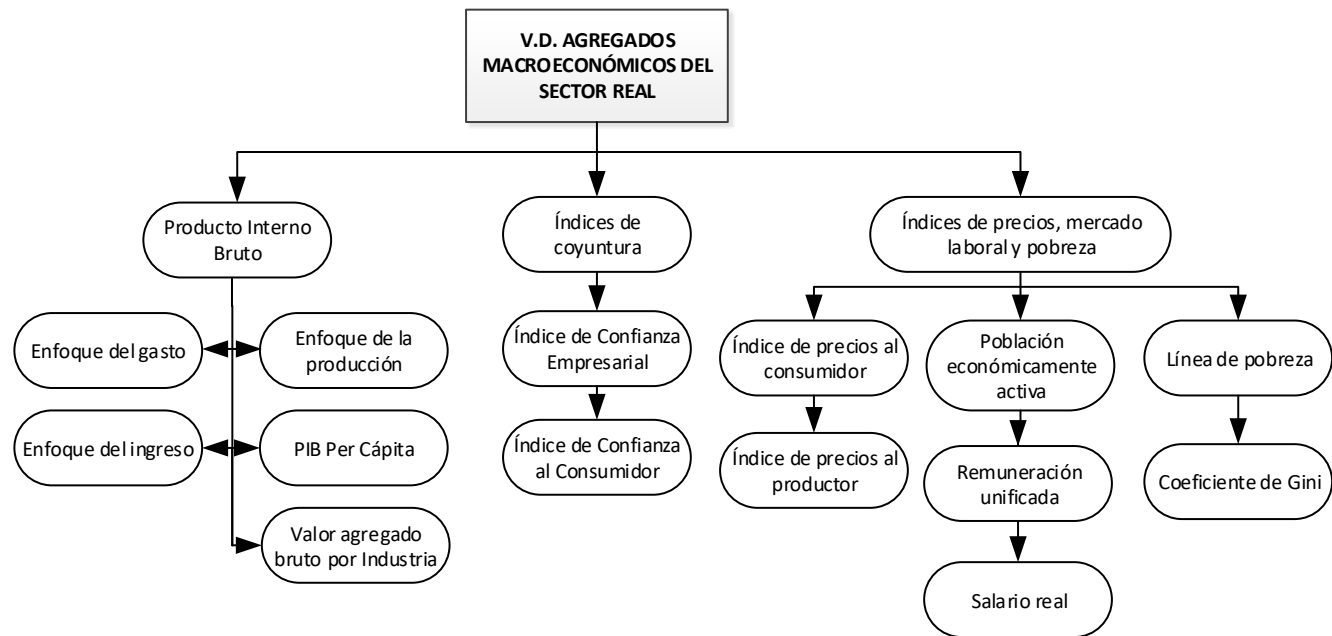 V.D. AGREGADOS
MACROECONÓMICOS DEL
SECTOR REAL
Producto Interno
Bruto
Índices de
coyuntura
Índices de precios, mercado
laboral y pobreza
Enfoque del gasto
Enfoque de la
producción
Índice de Confianza
Empresarial
Índice de precios al
consumidor
Población
económicamente
activa
Línea de pobreza
Enfoque del ingreso
PIB Per Cápita
Índice de Confianza
al Consumidor
Índice de precios al
productor
Remuneración
unificada
Coeficiente de Gini
Valor agregado
bruto por Industria
Salario real